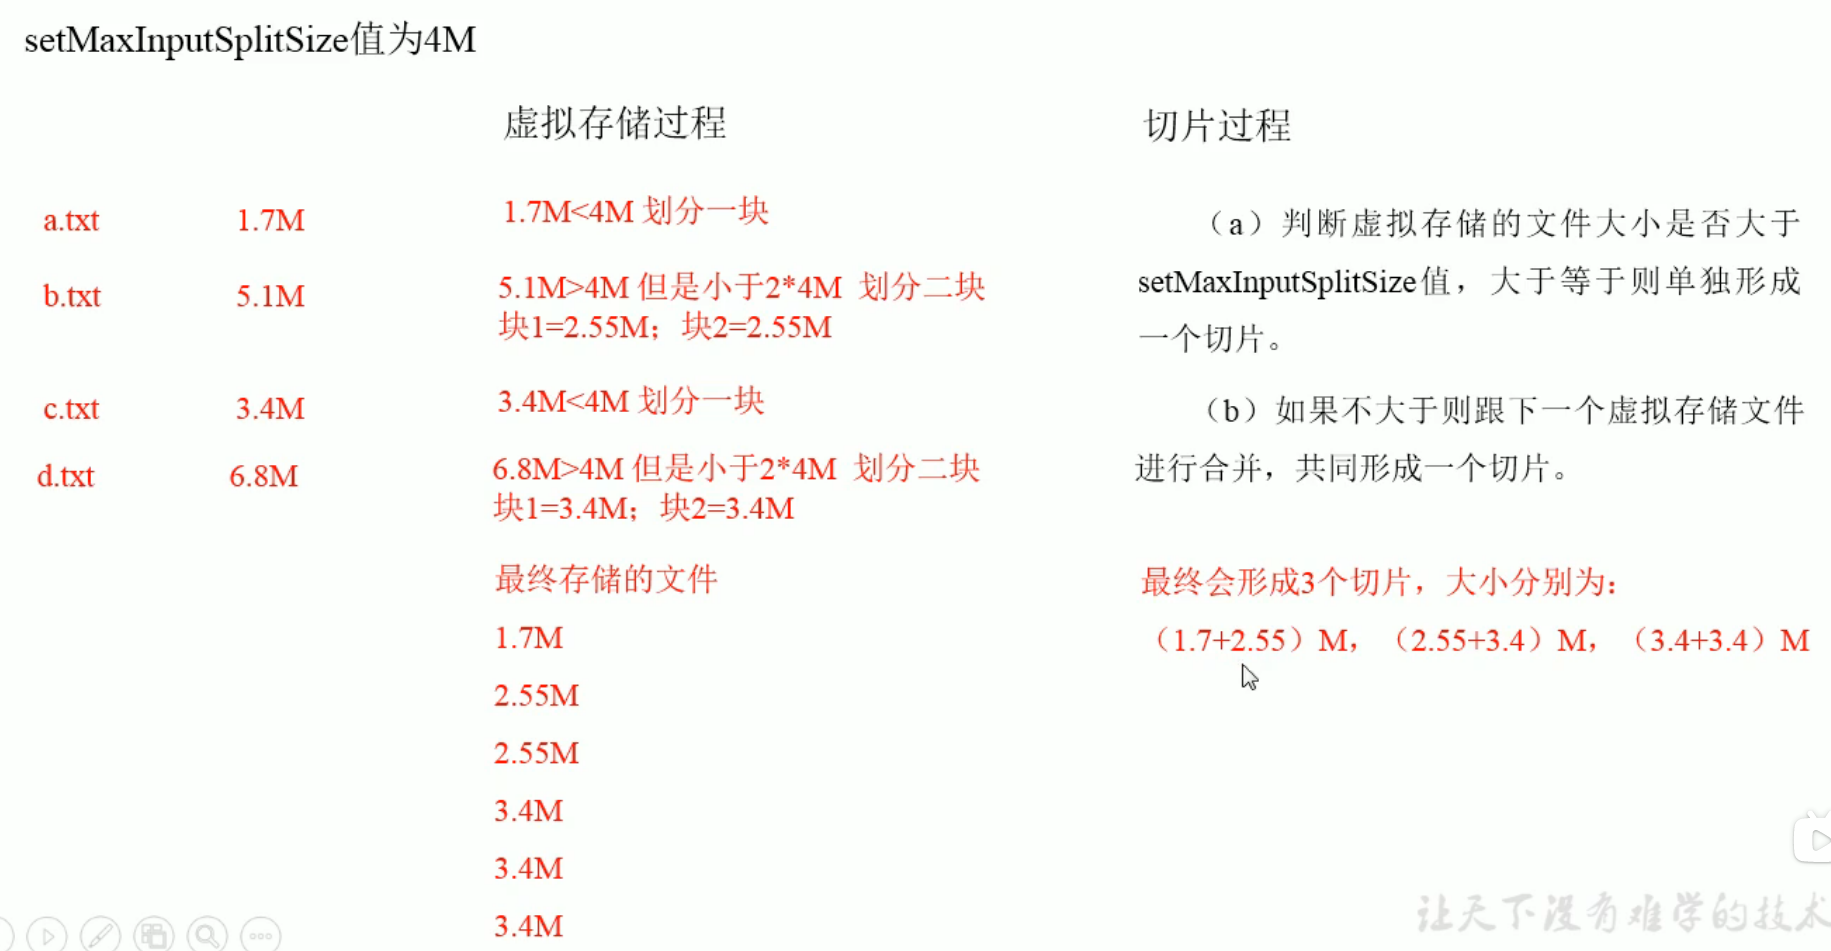 setMaxInputSplitSize值为4M
虚拟存储过程
切片过程
a.txt 1.7M 1.7M<4M 划分一块
b.txt 5.1M 5.1M>4M 但是小于2*4M 划分二块
块1=2.55M；块2=2.55M
c.txt 3.4M 3.4M<4M 划分一块
d.txt 6.8M 6.8M>4M 但是小于2*4M 划分二块
块1=3.4M；块2=3.4M
最终存储的文件
1.7M
2.55M
2.55M
3.4M
3.4M
3.4M
（a）判断虚拟存储的文件大小是否大于
setMaxInputSplitSize值，大于等于则单独形成
一个切片。
（b）如果不大于则跟下一个虚拟存储文件
进行合并，共同形成一个切片。
最终会形成3个切片，大小分别为：
（1.7+2.55）M，（2.55+3.4）M，（3.4+3.4）M
让天下没有难学的技术